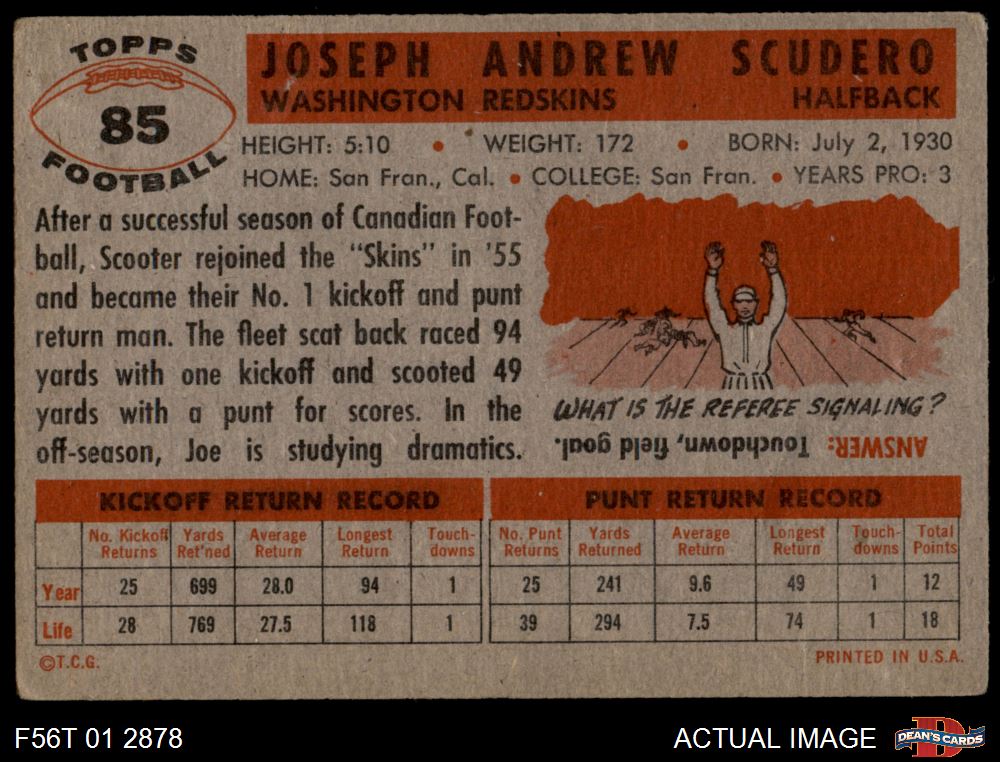 TOPPS
85
FOOTBALL
JOSEPH ANDREW SCUDERO
WASHINGTON REDSKINS HALFBACK
HEIGHT: 5:10 • WEIGHT: 172 • BORN: July 2, 1930
HOME: San Fran., Cal. • COLLEGE: San Fran. • YEARS PRO: 3
After a successful season of Canadian Foot-
ball, Scooter rejoined the "Skins" in '55
and became their No. 1 kickoff and punt
return man. The fleet scat back raced 94
yards with one kickoff and scooted 49
yards with a punt for scores. In the
off-season, Joe is studying dramatics.
WHAT IS THE REFEREE SIGNALING?
ANSWER: Touchdown, field goal.
KICKOFF RETURN RECORD
No. Kickoff Returns Yards Ret'ned Average Return Longest Return Touch-downs
Year 25 699 28.0 94 1
Life 28 769 27.5 118 1
PUNT RETURN RECORD
No. Punt Returns Yards Returned Average Return Longest Return Touch-downs Total Points
25 241 9.6 49 1 12
39 294 7.5 74 1 18
©T.C.G. PRINTED IN U.S.A.
F56T 01 2878 ACTUAL IMAGE
D
DEAN'S CARDS